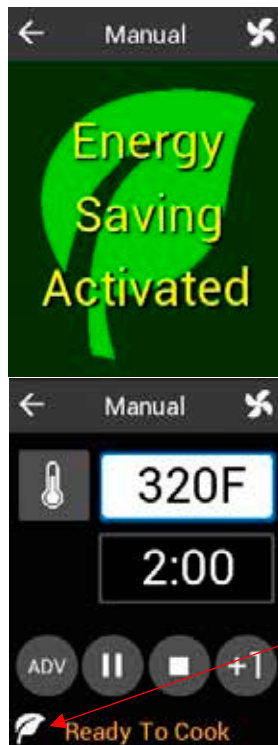 Manual
Energy
Saving
Activated
Manual
320F
2:00
ADV
+1
Ready To Cook